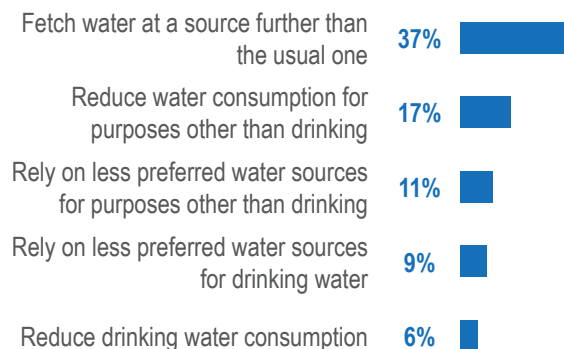 Fetch water at a source further than
the usual one
37%
Reduce water consumption for
purposes other than drinking
17%
Rely on less preferred water sources
for purposes other than drinking
11%
Rely on less preferred water sources
for drinking water
9%
Reduce drinking water consumption
6%